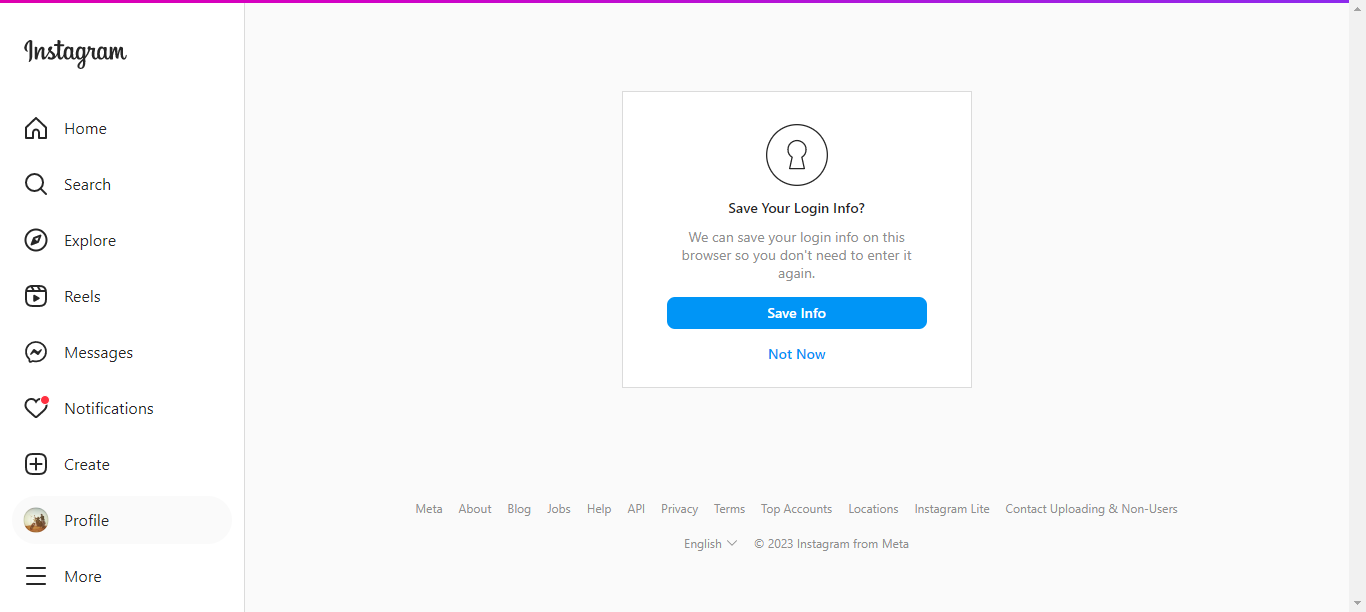 Instagram
Home
Search
Explore
Reels
Messages
Notifications
Create
Profile
More
Save Your Login Info?
We can save your login info on this
browser so you don't need to enter it
again.
Save Info
Not Now
Meta About Blog Jobs Help API Privacy Terms Top Accounts Locations Instagram Lite Contact Uploading & Non-Users
English © 2023 Instagram from Meta